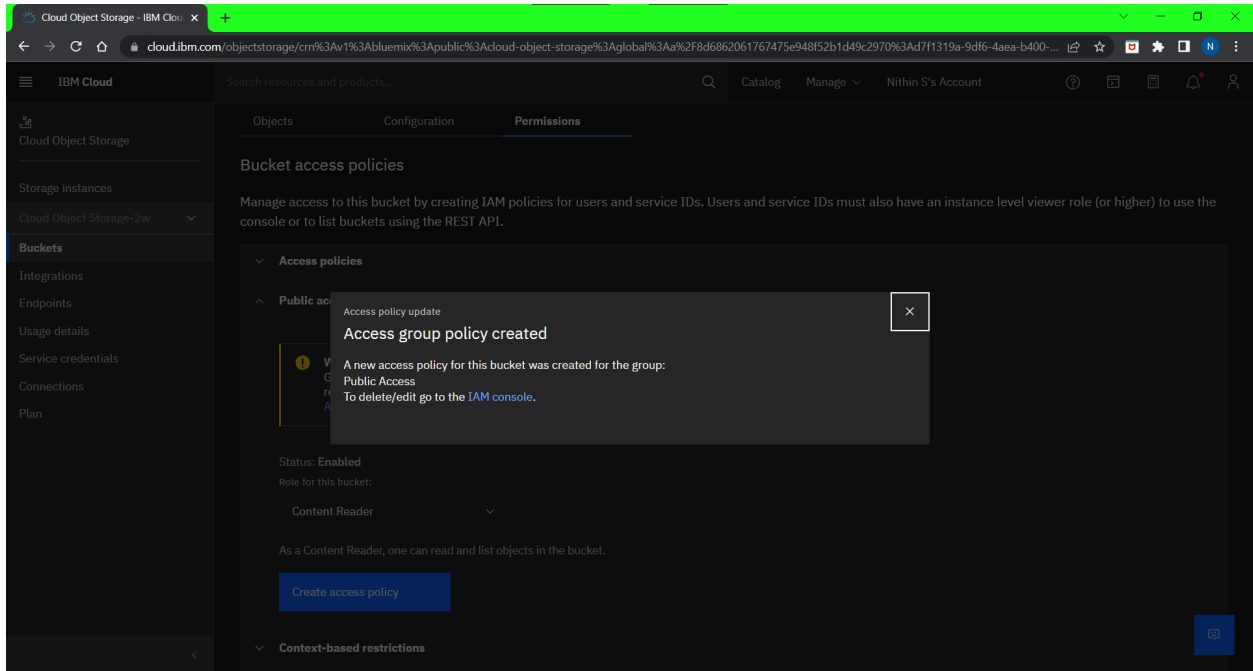 Cloud Object Storage - IBM Clou
cloud.ibm.com/objectstorage/crn%3Av1%3Abluemix%3Apublic%3Acloud-object-storage%3Aglobal%3Aa%2F8d6862061767475e948f52b1d49c2970%3Ad7f1319a-9df6-4aea-b400-...
N
IBM Cloud
Search resources and products...
Catalog
Manage
Nithin S's Account
Cloud Object Storage
Storage instances
Cloud Object Storage-2w
Buckets
Integrations
Endpoints
Usage details
Service credentials
Connections
Plan
Objects
Configuration
Permissions
Bucket access policies
Manage access to this bucket by creating IAM policies for users and service IDs. Users and service IDs must also have an instance level viewer role (or higher) to use the
console or to list buckets using the REST API.
Access policies
Public ac
Access policy update
Access group policy created
A new access policy for this bucket was created for the group:
Public Access
To delete/edit go to the IAM console.
Status: Enabled
Role for this bucket:
Content Reader
As a Content Reader, one can read and list objects in the bucket.
Create access policy
Context-based restrictions